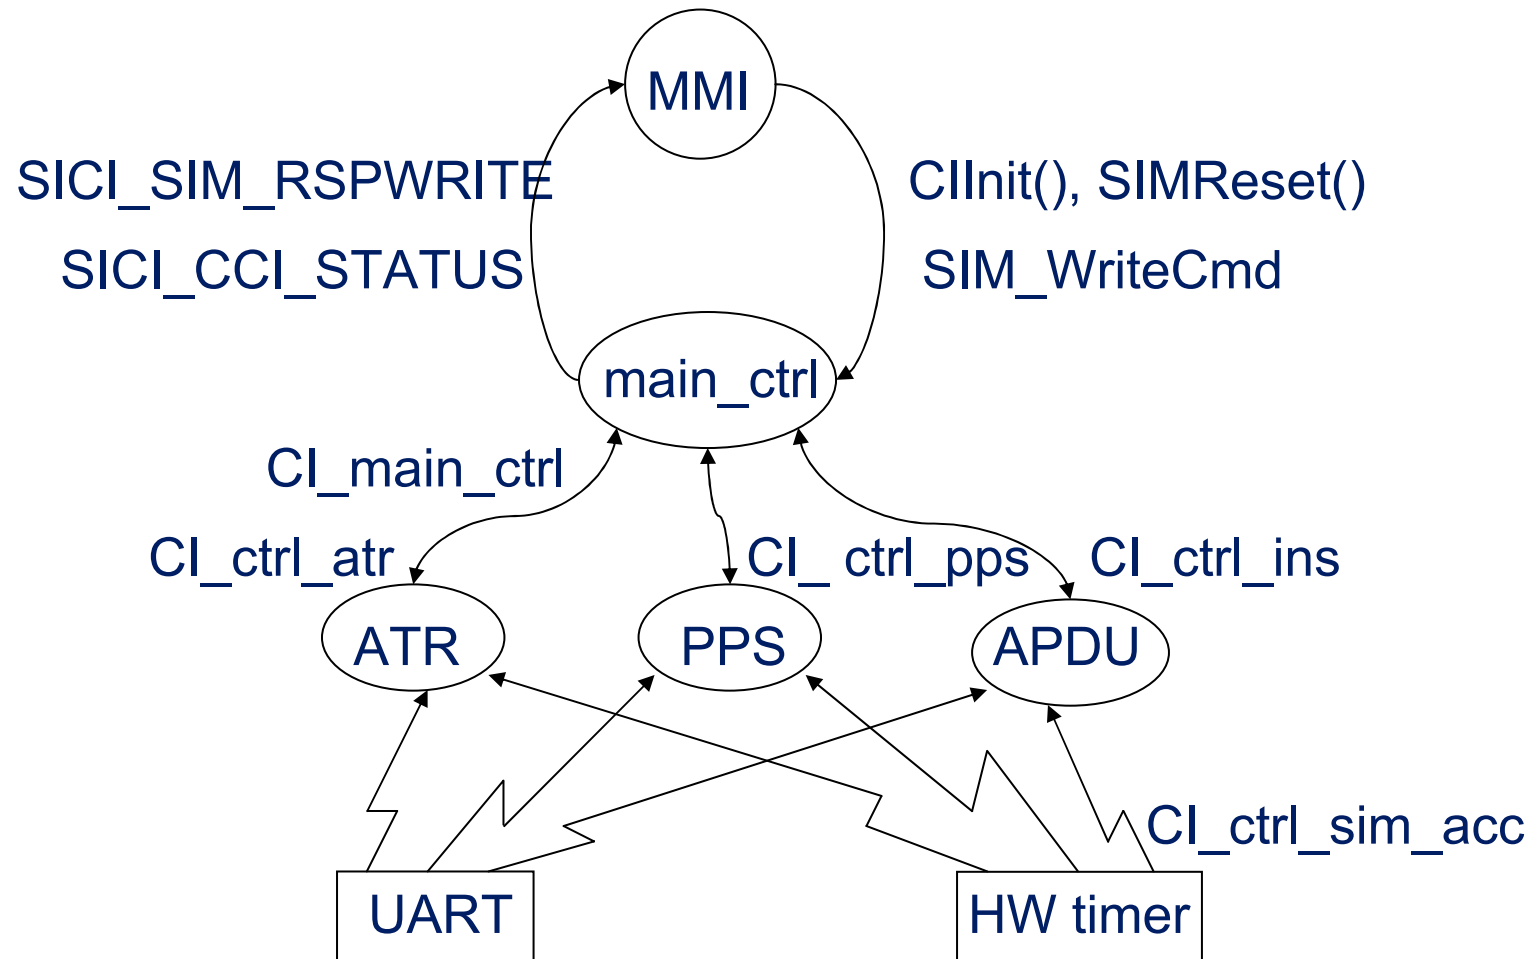 MMI
SICI_SIM_RSPWRITE
CIInit(), SIMReset()
SICI_CCI_STATUS
SIM_WriteCmd
main_ctrl
CI_main_ctrl
CI_ctrl_atr
CI_ ctrl_pps
CI_ctrl_ins
ATR
PPS
APDU
CI_ctrl_sim_acc
UART
HW timer